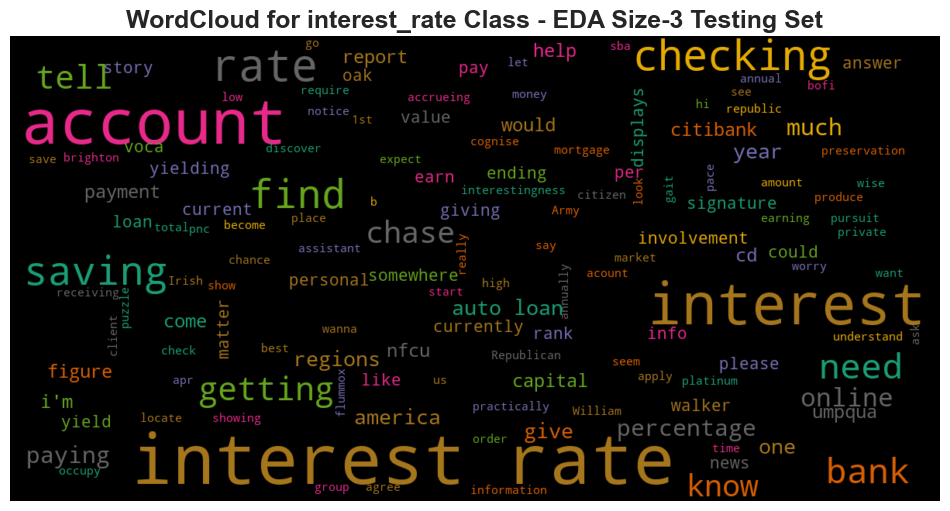 WordCloud for interest_rate Class - EDA Size-3 Testing Set
go
help
sba
checking
tell
story
rate
report
oak
pay
let
annual
see
answer
bofi
low
require
accrueing
money
displays
hi
republic
account
notice
1st
value
would
citibank
much
voca
discover
cognise
mortgage
year
preservation
save
brighton
yielding
expect
ending
per
look
gait
pace
amount
wise
payment
find
earn
interestingness
citizen
signature
produce
current
b
giving
Army
earning
pursuit
loan
total
pnc
become
place
chase
really
say
involvement
could
private
assistant
market
cd
worry
saving
chance
somewhere
Irish
show
personal
high
annually
acount
want
receiving
puzzle
start
auto loan
interest
client
come
matter
wanna
currently
rank
info
understand
ask
check
best
regions
nfcu
Republican
seem
please
need
figure
apr
getting
flummox
like
us
capital
apply
platinum
online
i'm
yield
locate
showing
america
practically
William
walker
umpqua
order
give
percentage
time
one
paying
occupy
interest rate
news
bank
group
agree
information
know